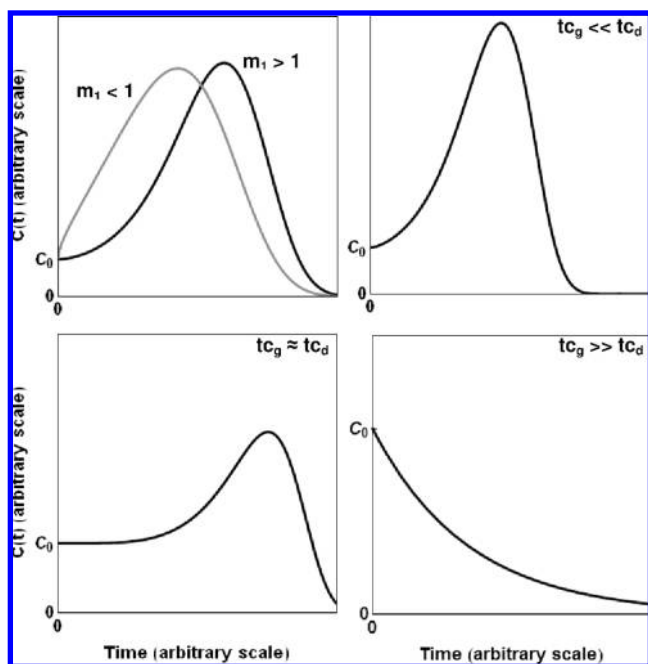 C(t) (arbitrary scale)
m₁ < 1
m₁ > 1
C₀
0
0
tc_g << tc_d
C₀
0
0
C(t) (arbitrary scale)
tc_g ≈ tc_d
C₀
0
0
Time (arbitrary scale)
tc_g >> tc_d
C₀
0
0
Time (arbitrary scale)